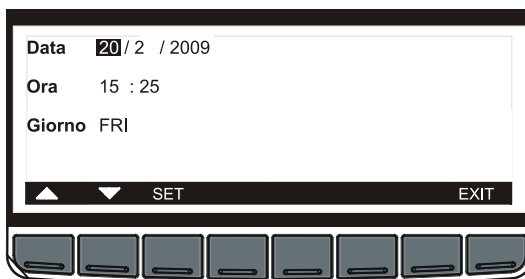 Data 20 / 2 / 2009
Ora 15 : 25
Giorno FRI
SET EXIT